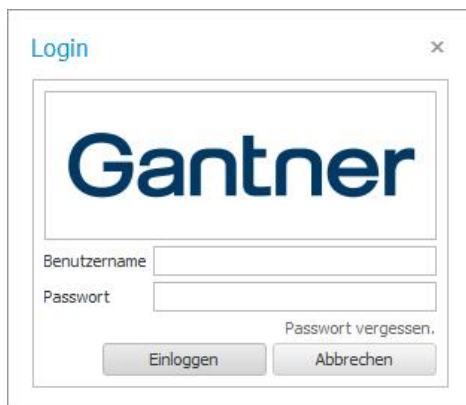 Login
Gantner
Benutzername
Passwort
Passwort vergessen.
Einloggen Abbrechen